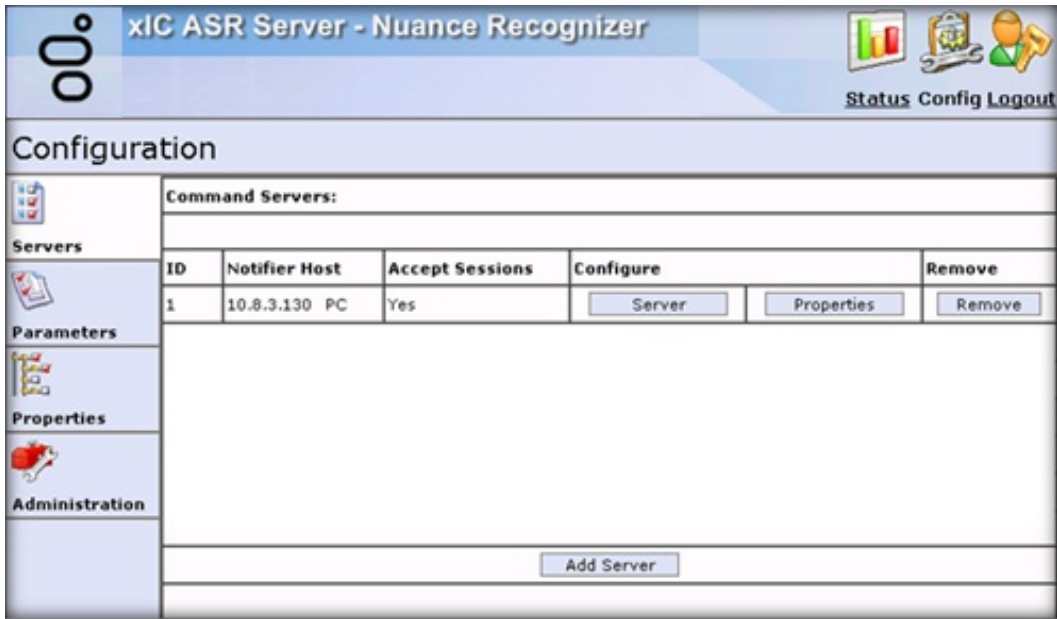 xIC ASR Server - Nuance Recognizer
Status Config Logout
Configuration
Servers
Parameters
Properties
Administration
Command Servers:
ID Notifier Host Accept Sessions Configure Remove
1 10.8.3.130 PC Yes Server Properties Remove
Add Server